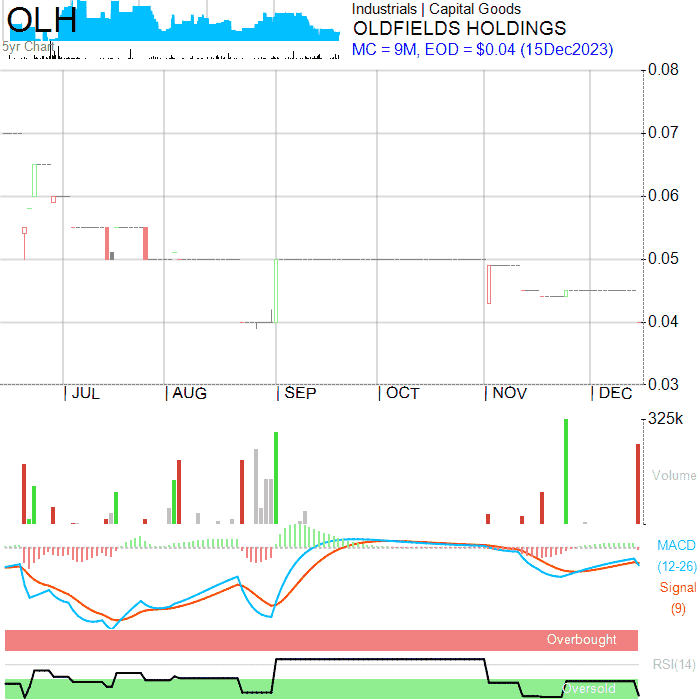 OLH
5yr Chart
Industrials | Capital Goods
OLDFIELDS HOLDINGS
MC = 9M, EOD = $0.04 (15Dec2023)
0.08
0.07
0.06
0.05
0.04
0.03
JUL AUG SEP OCT NOV DEC
325k
Volume
MACD
(12-26)
Signal
(9)
Overbought
RSI(14)
Oversold